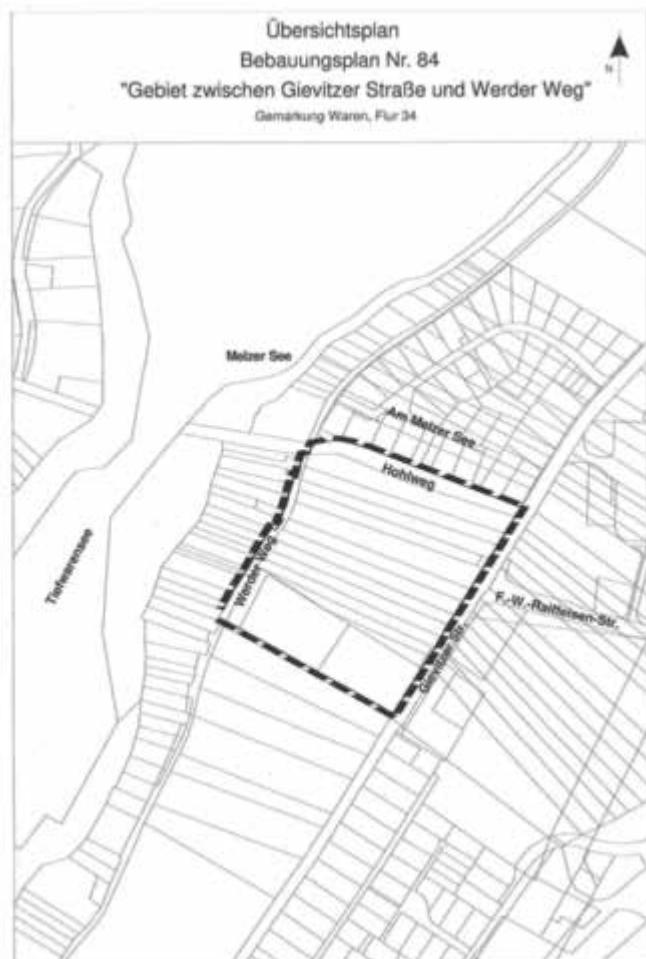 Übersichtsplan
Bebauungsplan Nr. 84
"Gebiet zwischen Gievitzer Straße und Werder Weg"
Gemarkung Waren, Flur 34
N
Melzer See
Am Melzer See
Hohlweg
Tiefwarensee
Werder Weg
F.-W.-Raiffeisen-Str.
Gievitzer Str.